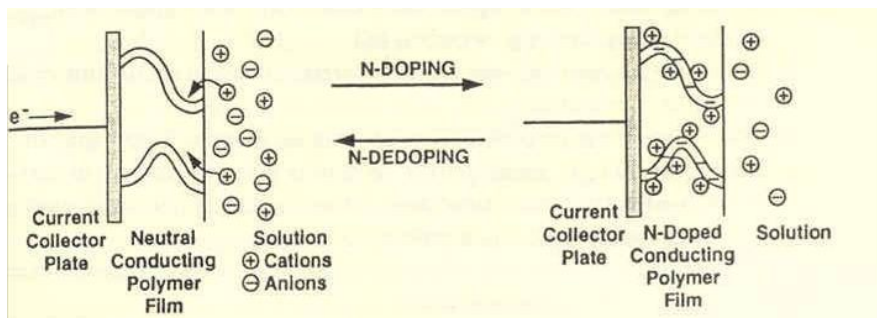 N-DOPING
e⁻
N-DEDOPING
Current
Collector
Plate
Neutral
Conducting
Polymer
Film
Solution
⊕ Cations
⊖ Anions
Current
Collector
Plate
N-Doped
Conducting
Polymer
Film
Solution